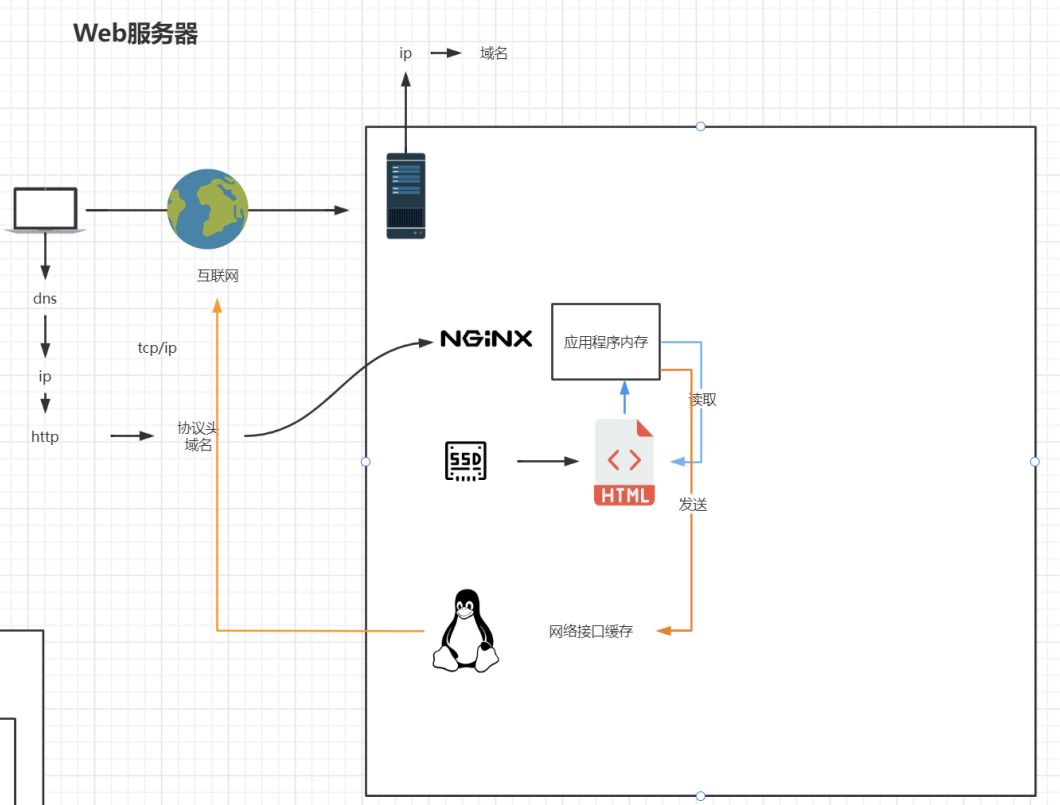 Web服务器
ip
域名
互联网
dns
tcp/ip
NGiNX
应用程序内存
ip
读取
http
协议头
域名
SSD
HTML
发送
网络接口缓存